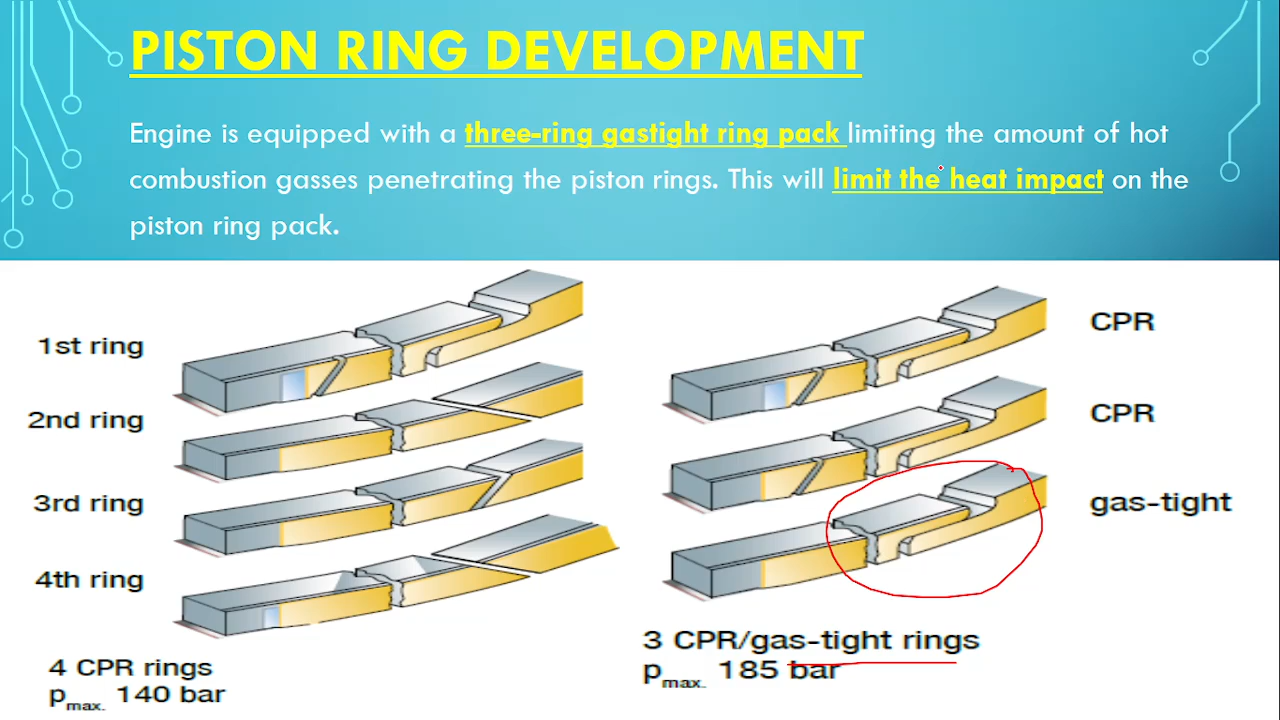 PISTON RING DEVELOPMENT
Engine is equipped with a three-ring gastight ring pack limiting the amount of hot
combustion gasses penetrating the piston rings. This will limit the heat impact on the
piston ring pack.
1st ring
2nd ring
3rd ring
4th ring
4 CPR rings
pmax. 140 bar
CPR
CPR
gas-tight
3 CPR/gas-tight rings
pmax. 185 bar